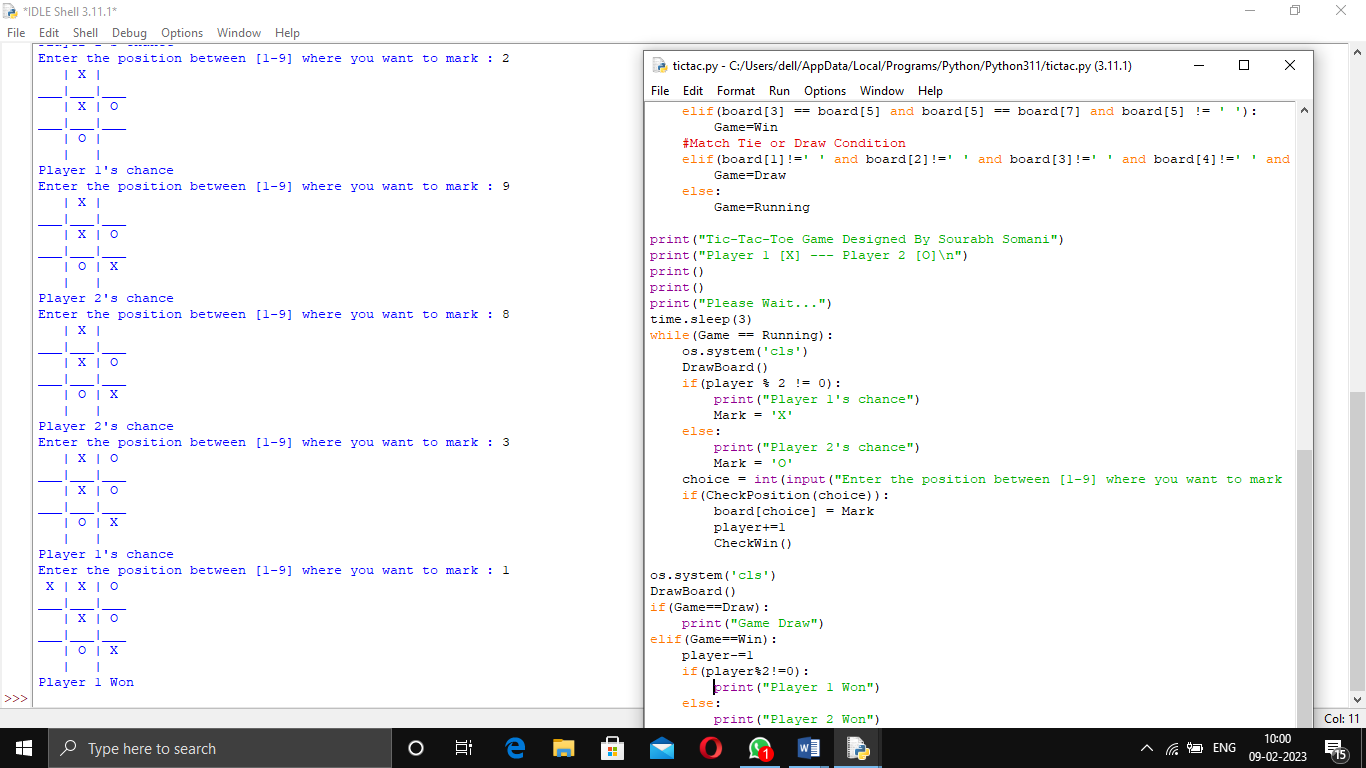 *IDLE Shell 3.11.1*
File Edit Shell Debug Options Window Help
Enter the position between [1-9] where you want to mark : 2
| X |
___|___|___
| X | O
___|___|___
| O |
| |
Player 1's chance
Enter the position between [1-9] where you want to mark : 9
| X |
___|___|___
| X | O
___|___|___
| O | X
| |
Player 2's chance
Enter the position between [1-9] where you want to mark : 8
| X |
___|___|___
| X | O
___|___|___
| O | X
| |
Player 2's chance
Enter the position between [1-9] where you want to mark : 3
| X | O
___|___|___
| X | O
___|___|___
| O | X
| |
Player 1's chance
Enter the position between [1-9] where you want to mark : 1
X | X | O
___|___|___
| X | O
___|___|___
| O | X
| |
Player 1 Won
>>>
tictac.py - C:/Users/dell/AppData/Local/Programs/Python/Python311/tictac.py (3.11.1)
File Edit Format Run Options Window Help
    elif(board[3] == board[5] and board[5] == board[7] and board[5] != ' '):
        Game=Win
    #Match Tie or Draw Condition
    elif(board[1]!=' ' and board[2]!=' ' and board[3]!=' ' and board[4]!=' ' and
        Game=Draw
    else:
        Game=Running
print("Tic-Tac-Toe Game Designed By Sourabh Somani")
print("Player 1 [X] --- Player 2 [O]\n")
print()
print()
print("Please Wait...")
time.sleep(3)
while(Game == Running):
    os.system('cls')
    DrawBoard()
    if(player % 2 != 0):
        print("Player 1's chance")
        Mark = 'X'
    else:
        print("Player 2's chance")
        Mark = 'O'
    choice = int(input("Enter the position between [1-9] where you want to mark
    if(CheckPosition(choice)):
        board[choice] = Mark
        player+=1
        CheckWin()
os.system('cls')
DrawBoard()
if(Game==Draw):
    print("Game Draw")
elif(Game==Win):
    player-=1
    if(player%2!=0):
        print("Player 1 Won")
    else:
        print("Player 2 Won")
Col: 11
Type here to search
1
ENG
10:00
09-02-2023
15